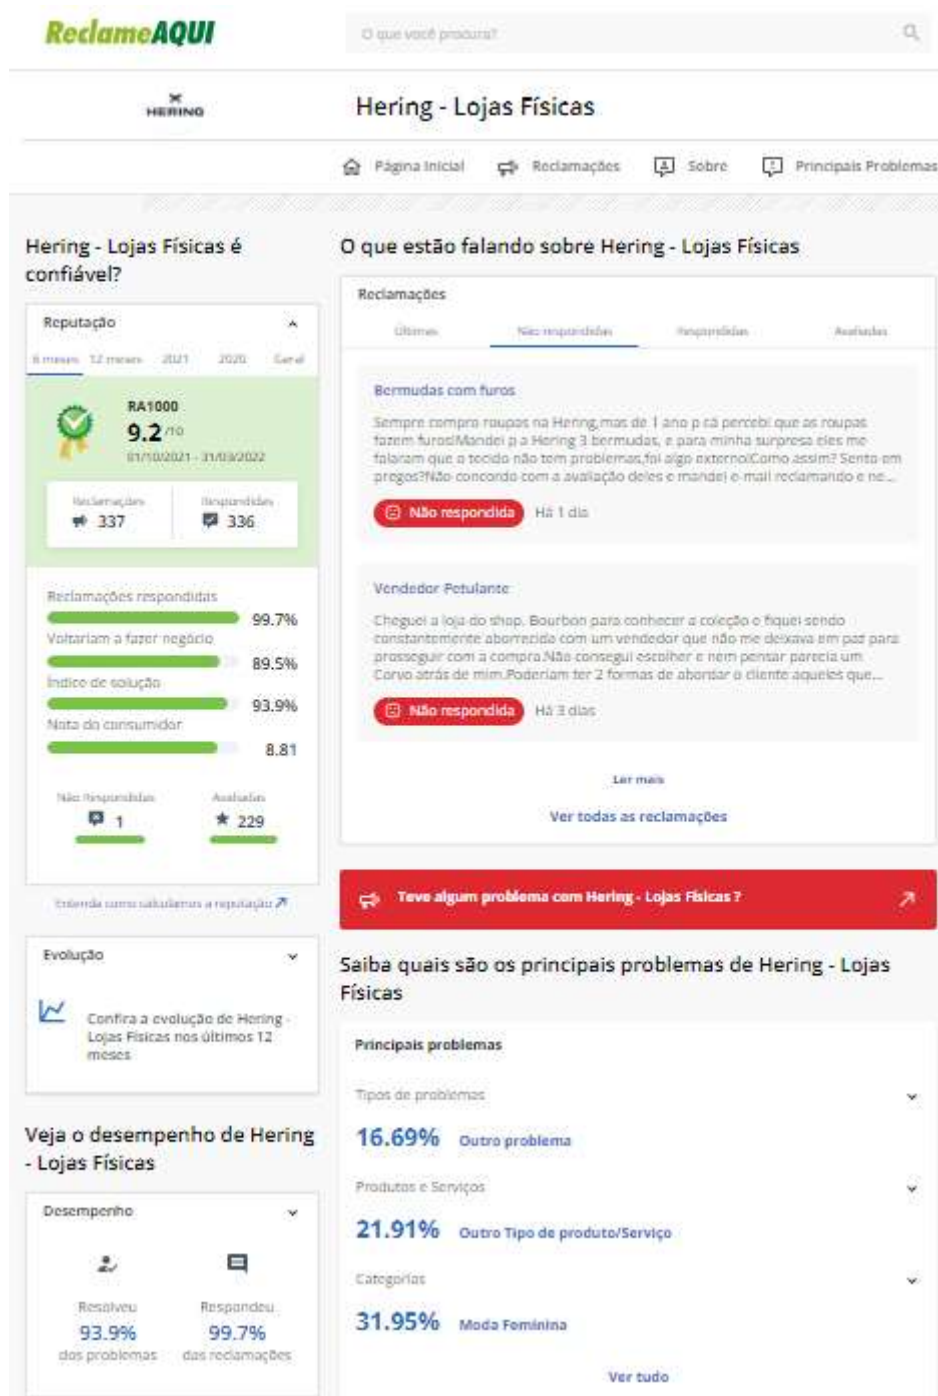 ReclameAQUI
O que você procura?
HERING
Hering - Lojas Físicas
Página Inicial
Reclamações
Sobre
Principais Problemas
Hering - Lojas Físicas é
confiável?
Reputação
6 meses
12 meses
2021
2020
Geral
RA1000
9.2 /10
01/10/2021 - 31/03/2022
Reclamações
337
Respondidas
336
Reclamações respondidas
99.7%
Voltariam a fazer negócio
89.5%
Índice de solução
93.9%
Nota do consumidor
8.81
Não Respondidas
1
Avaliadas
229
Entenda como calculamos a reputação
Evolução
Confira a evolução de Hering -
Lojas Físicas nos últimos 12
meses
Veja o desempenho de Hering
- Lojas Físicas
Desempenho
Resolveu
93.9%
dos problemas
Respondeu
99.7%
das reclamações
O que estão falando sobre Hering - Lojas Físicas
Reclamações
Últimas
Não respondidas
Respondidas
Avaliadas
Bermudas com furos
Sempre compro roupas na Hering,mas de 1 ano p cá percebi que as roupas
fazem furos!Mandei p a Hering 3 bermudas, e para minha surpresa eles me
falaram que o tecido não tem problemas,foi algo externo!Como assim? Sento em
pregos?Não concordo com a avaliação deles e mandei e-mail reclamando e ne...
Não respondida
Há 1 dia
Vendedor Petulante
Cheguei a loja do shop. Bourbon para conhecer a coleção e fiquei sendo
constantemente aborrecida com um vendedor que não me deixava em paz para
prosseguir com a compra.Não consegui escolher e nem pensar parecia um
Corvo atrás de mim.Poderiam ter 2 formas de abordar o cliente aqueles que...
Não respondida
Há 3 dias
Ler mais
Ver todas as reclamações
Teve algum problema com Hering - Lojas Físicas ?
Saiba quais são os principais problemas de Hering - Lojas
Físicas
Principais problemas
Tipos de problemas
16.69% Outro problema
Produtos e Serviços
21.91% Outro Tipo de produto/Serviço
Categorias
31.95% Moda Feminina
Ver tudo